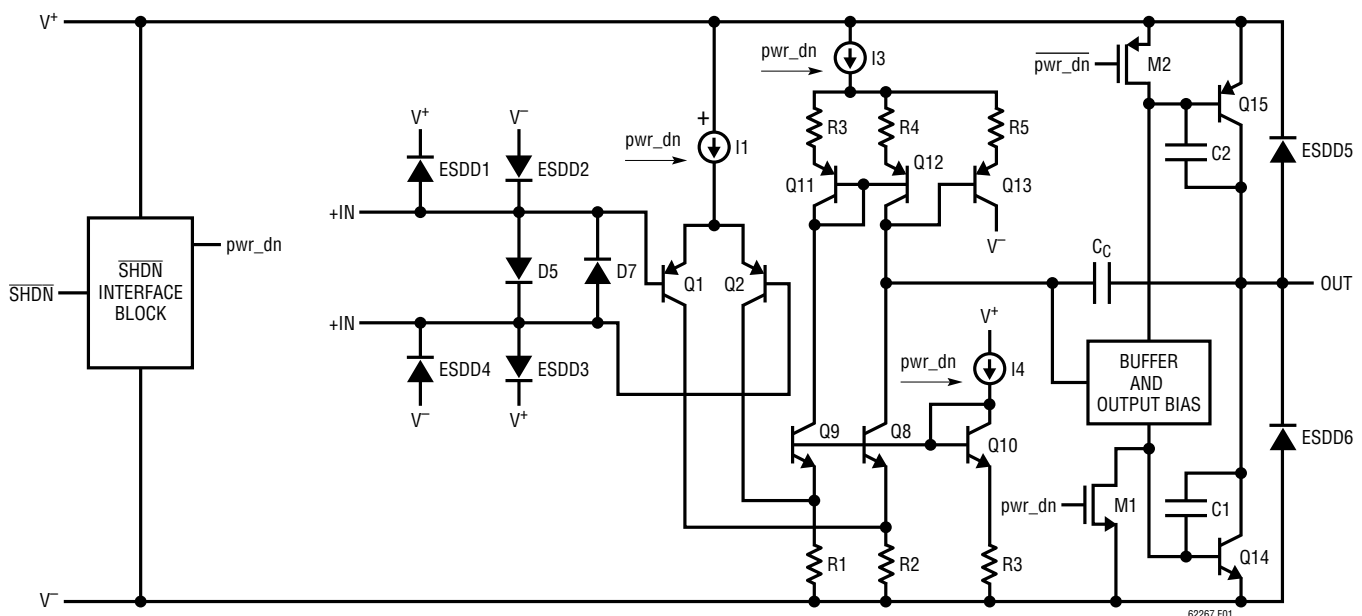 V+
pwr_dn
I3
pwr_dn
M2
Q15
V+
V–
+
R3
R4
R5
pwr_dn
I1
C2
ESDD5
ESDD1
ESDD2
Q12
Q11
Q13
+IN
V–
SHDN
INTERFACE
BLOCK
pwr_dn
CC
D5
D7
Q1
Q2
SHDN
OUT
+IN
V+
BUFFER
AND
OUTPUT BIAS
pwr_dn
I4
ESDD4
ESDD3
V–
V+
Q9
Q8
Q10
ESDD6
M1
pwr_dn
C1
Q14
R1
R2
R3
V–
62267 F01